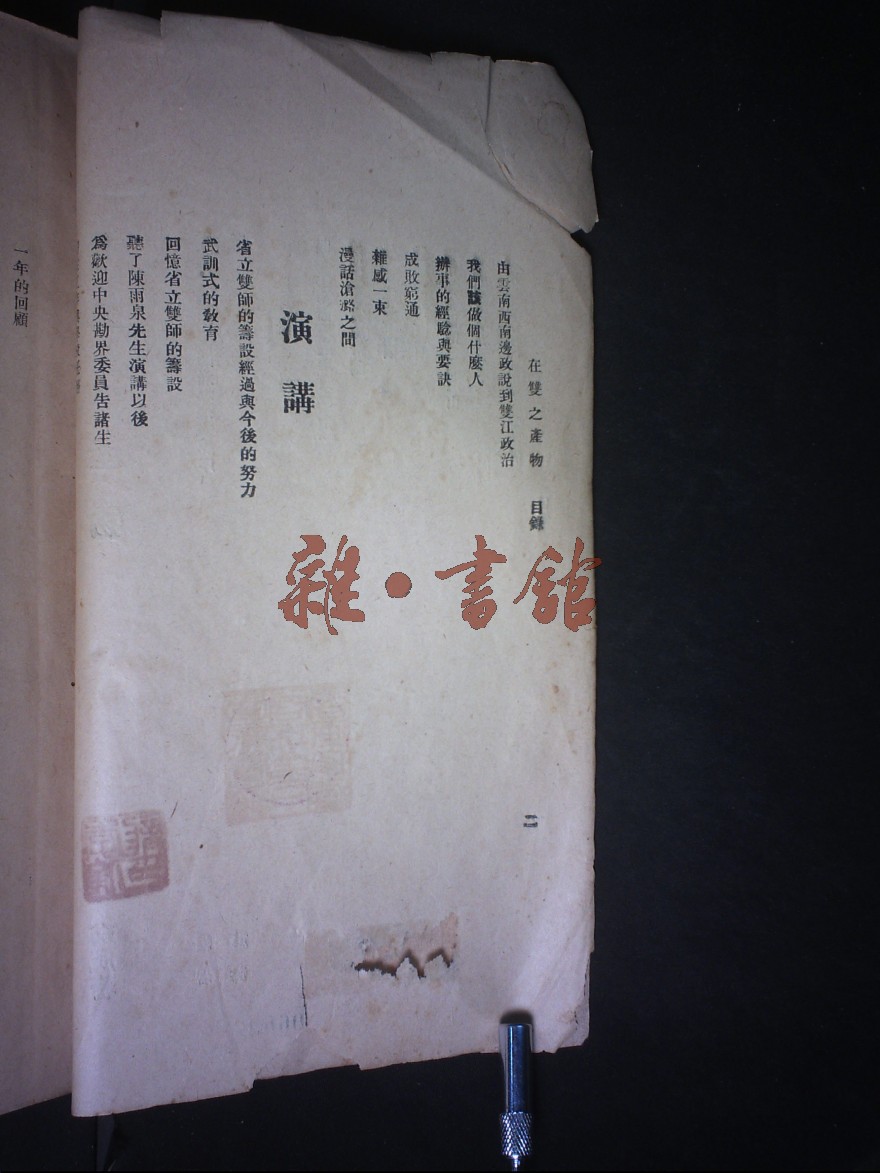 在雙之產物 目錄 二
由雲南西南邊政說到雙江政治
我們該做個什麼人
辦事的經驗與要訣
成敗窮通
雜感一束
漫話滄潞之間
演講
省立雙師的籌設經過與今後的努力
武訓式的教育
回憶省立雙師的籌設
聽了陳雨泉先生演講以後
為歡迎中央勘界委員告諸生
一年的回顧
雜·書館